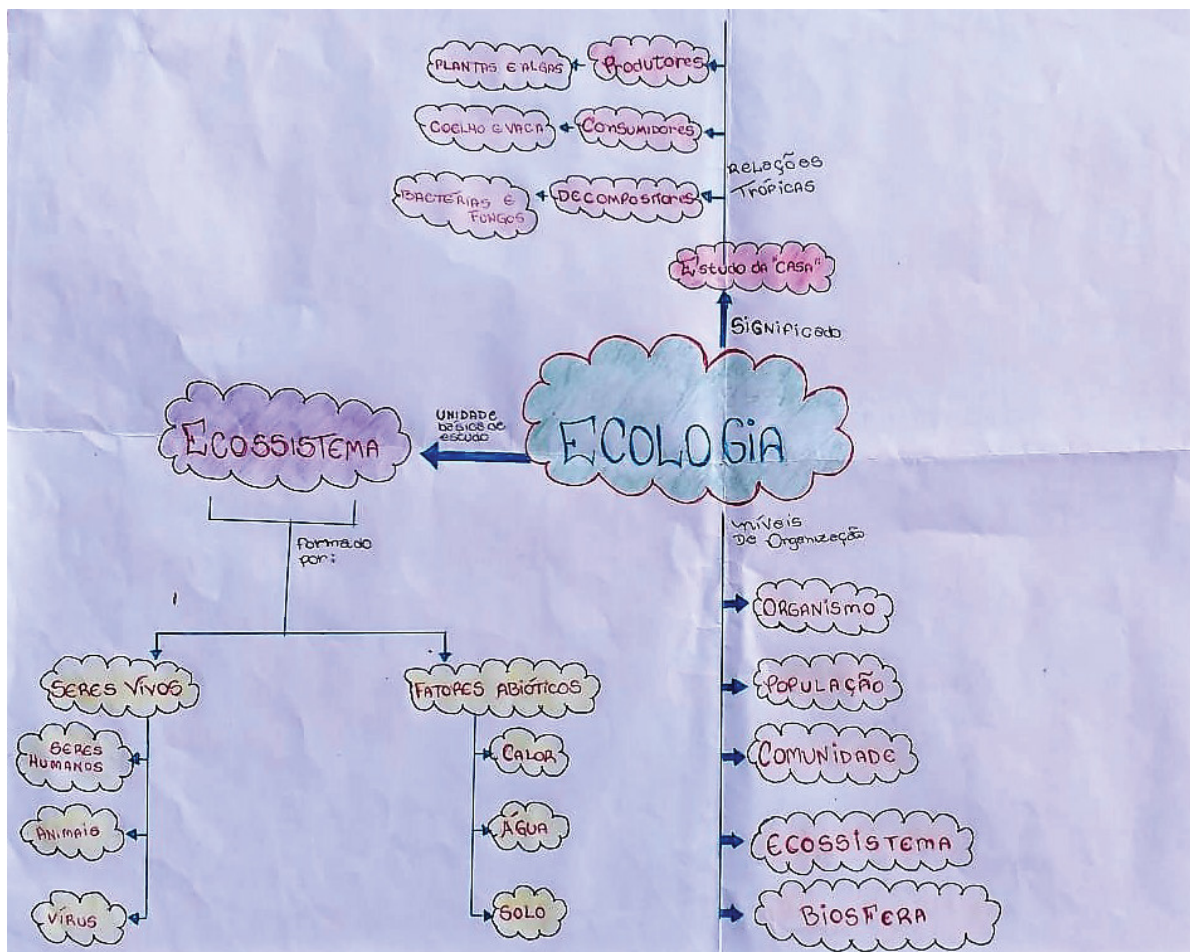 PLANTAS E ALGAS
Produtores
COELHO E VACA
CONSUMIDORES
BACTÉRIAS E
FUNGOS
DECOMPOSITORES
RELAÇÕES
TRÓPICAS
Estudo da "CASA"
SIGNIFICADO
ECOLOGIA
UNIDADE
básica de
estudo
ECOSSISTEMA
Formado
por:
SERES VÍVOS
SERES
HUMANOS
ANIMAIS
VÍRUS
FATORES ABIÓTICOS
CALOR
ÁGUA
SOLO
Níveis
De Organização
ORGANISMO
POPULAÇÃO
COMUNIDADE
ECOSSISTEMA
BIOSFERA